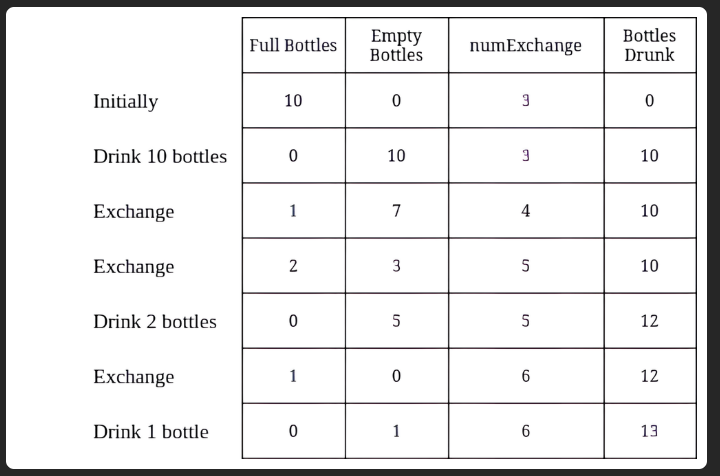 Full Bottles Empty Bottles numExchange Bottles Drunk
Initially 10 0 3 0
Drink 10 bottles 0 10 3 10
Exchange 1 7 4 10
Exchange 2 3 5 10
Drink 2 bottles 0 5 5 12
Exchange 1 0 6 12
Drink 1 bottle 0 1 6 13